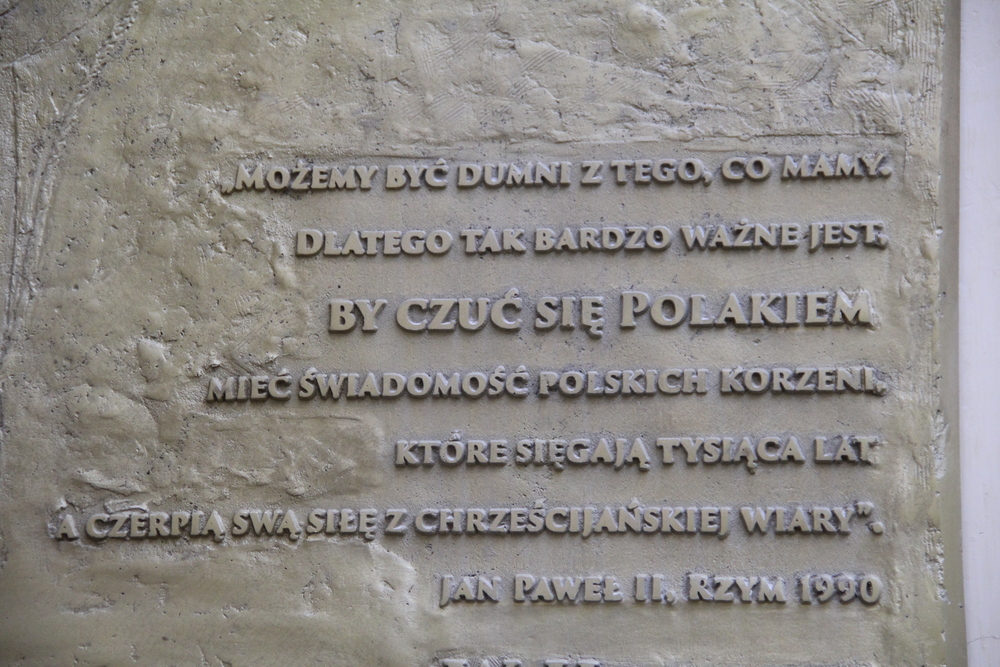 „MOŻEMY BYĆ DUMNI Z TEGO, CO MAMY.
DLATEGO TAK BARDZO WAŻNE JEST,
BY CZUĆ SIĘ POLAKIEM
MIEĆ ŚWIADOMOŚĆ POLSKICH KORZENI,
KTÓRE SIĘGAJĄ TYSIĄCA LAT
A CZERPIĄ SWĄ SIŁĘ Z CHRZEŚCIJAŃSKIEJ WIARY”.
JAN PAWEŁ II, RZYM 1990